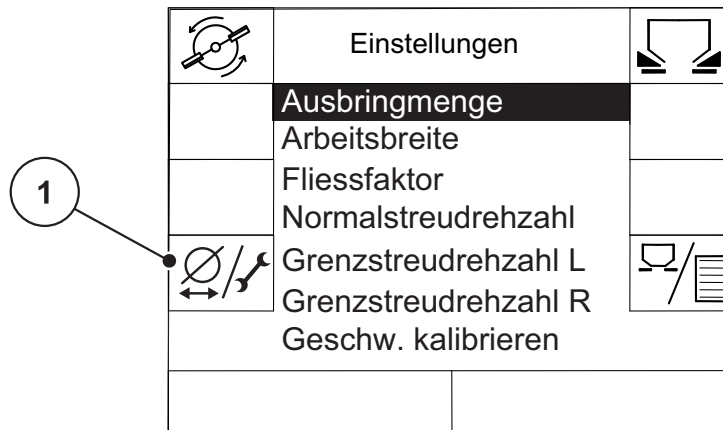 Einstellungen
Ausbringmenge
Arbeitsbreite
Fliessfaktor
Normalstreudrehzahl
1
Grenzstreudrehzahl L
Grenzstreudrehzahl R
Geschw. kalibrieren